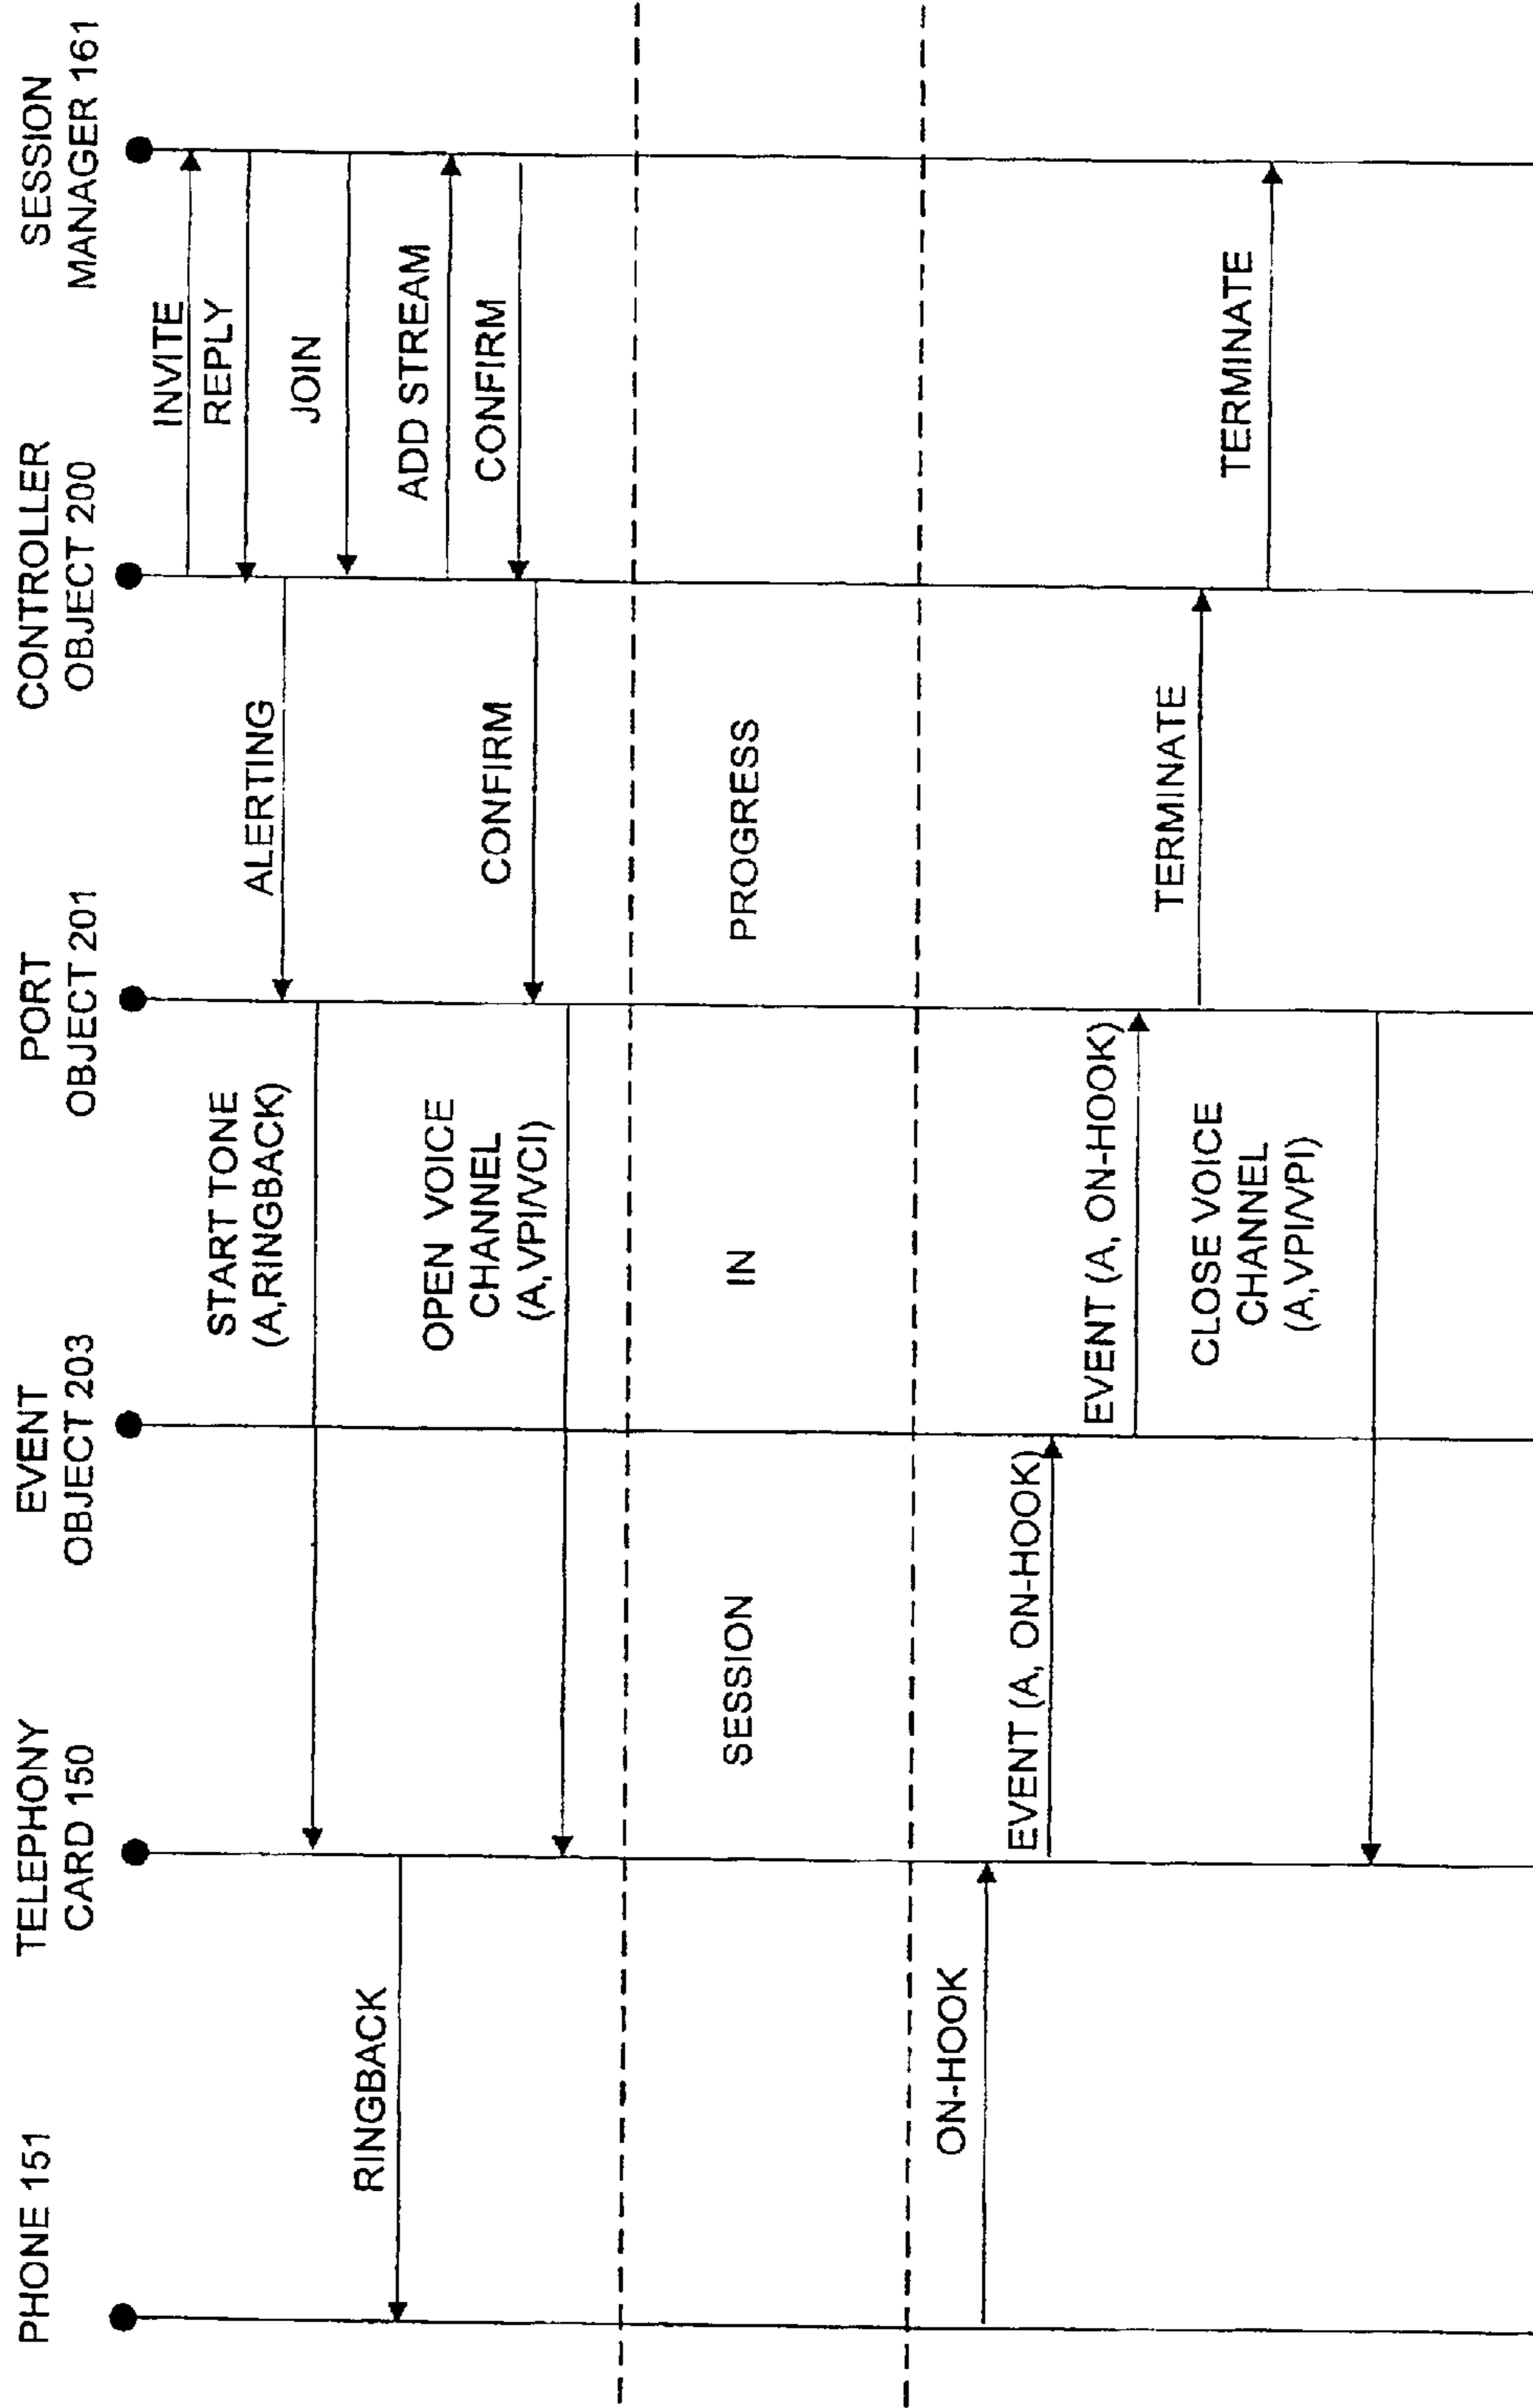 PHONE 151
TELEPHONY
CARD 150
EVENT
OBJECT 203
PORT
OBJECT 201
CONTROLLER
OBJECT 200
SESSION
MANAGER 161
INVITE
REPLY
ALERTING
START TONE
(A,RINGBACK)
JOIN
RINGBACK
ADD STREAM
CONFIRM
CONFIRM
OPEN VOICE
CHANNEL
(A,VPI/VCI)
SESSION
IN
PROGRESS
ON-HOOK
EVENT (A, ON-HOOK)
EVENT (A, ON-HOOK)
TERMINATE
TERMINATE
CLOSE VOICE
CHANNEL
(A,VPI/VPI)